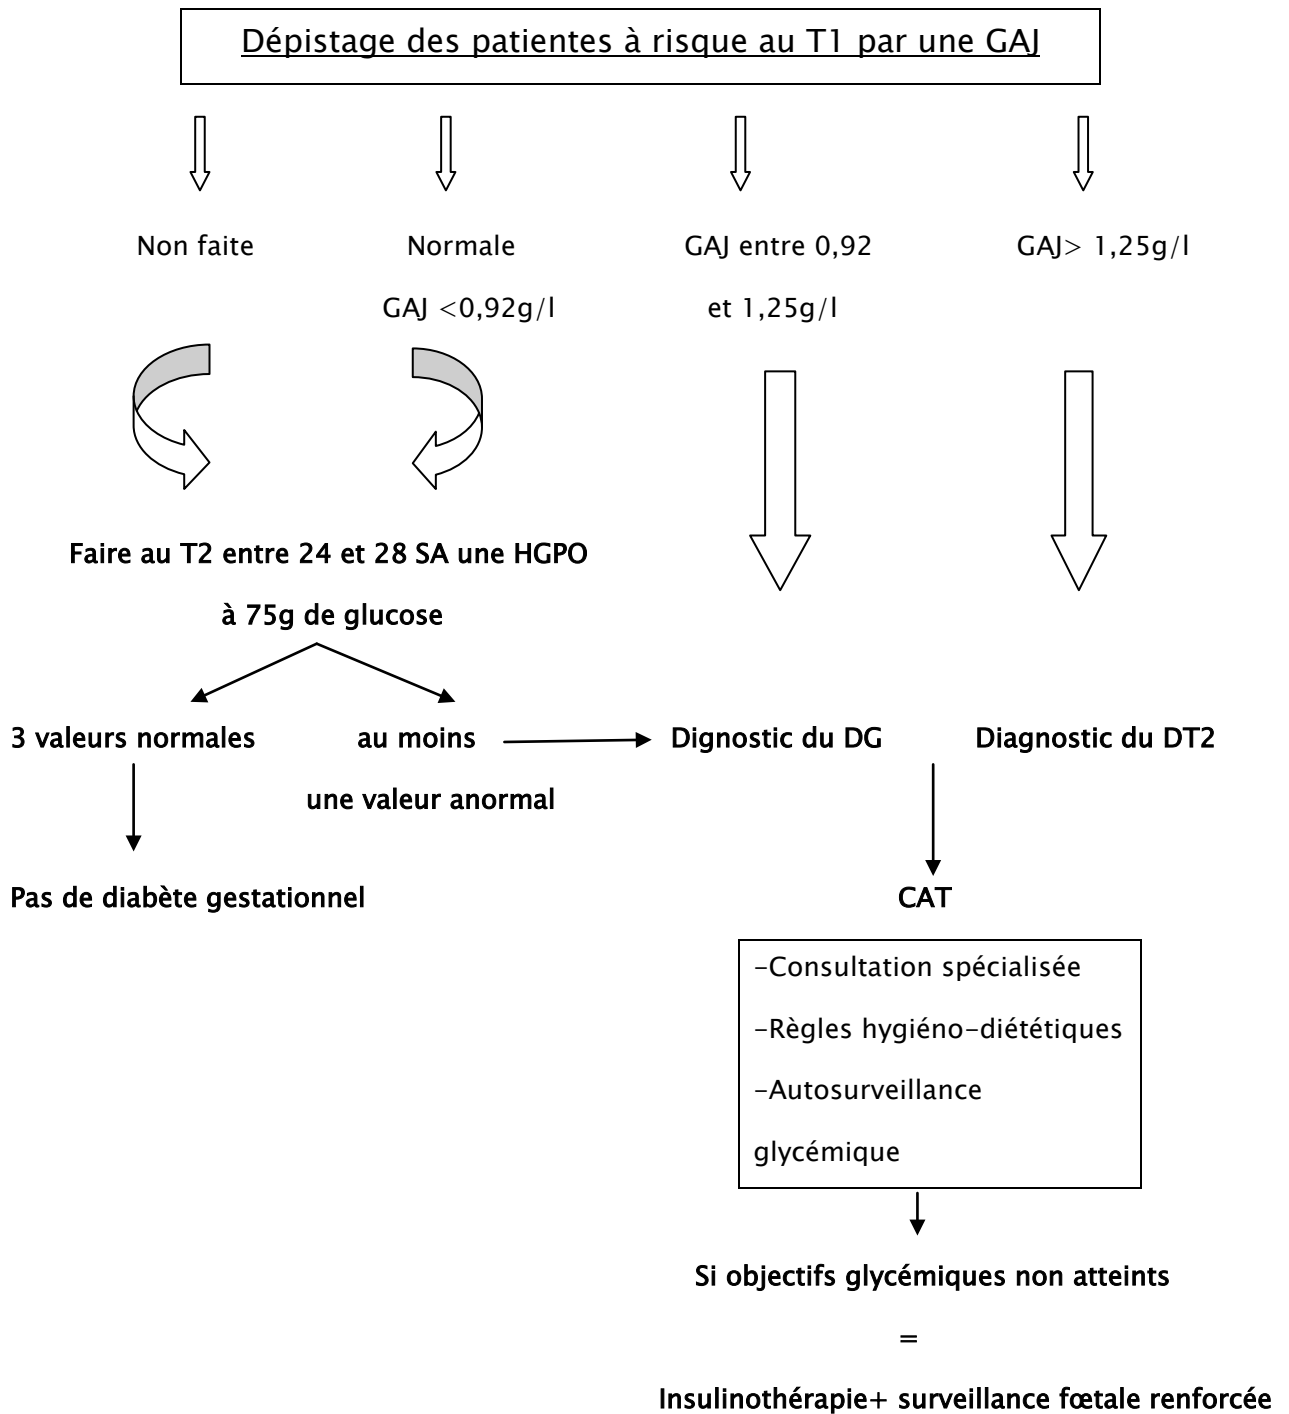 Dépistage des patientes à risque au T1 par une GAJ
Non faite
Normale
GAJ <0,92g/l
GAJ entre 0,92
et 1,25g/l
GAJ> 1,25g/l
Faire au T2 entre 24 et 28 SA une HGPO
à 75g de glucose
3 valeurs normales
au moins
une valeur anormal
Dignostic du DG
Diagnostic du DT2
Pas de diabète gestationnel
CAT
-Consultation spécialisée
-Règles hygiéno-diététiques
-Autosurveillance
glycémique
Si objectifs glycémiques non atteints
=
Insulinothérapie+ surveillance fœtale renforcée